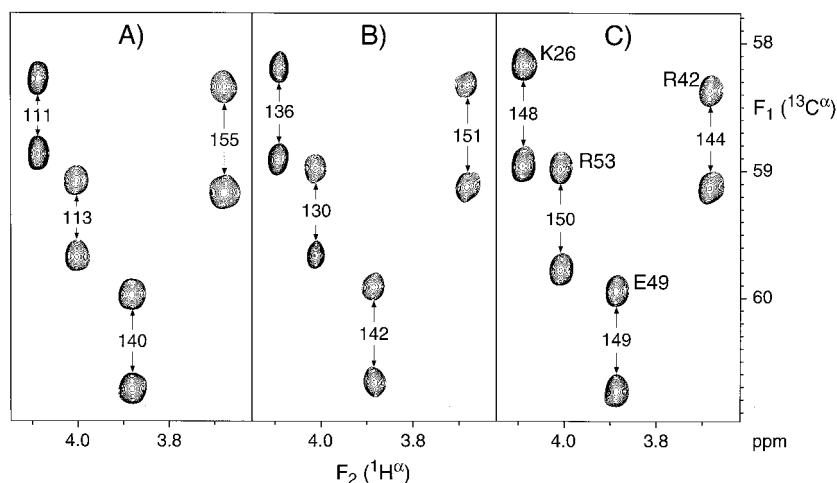 A)
B)
C)
58
K26
R42
F1 (13Cα)
111
136
148
155
151
144
59
R53
113
130
150
60
E49
140
142
149
4.0
3.8
4.0
3.8
4.0
3.8
ppm
F2 (1Hα)